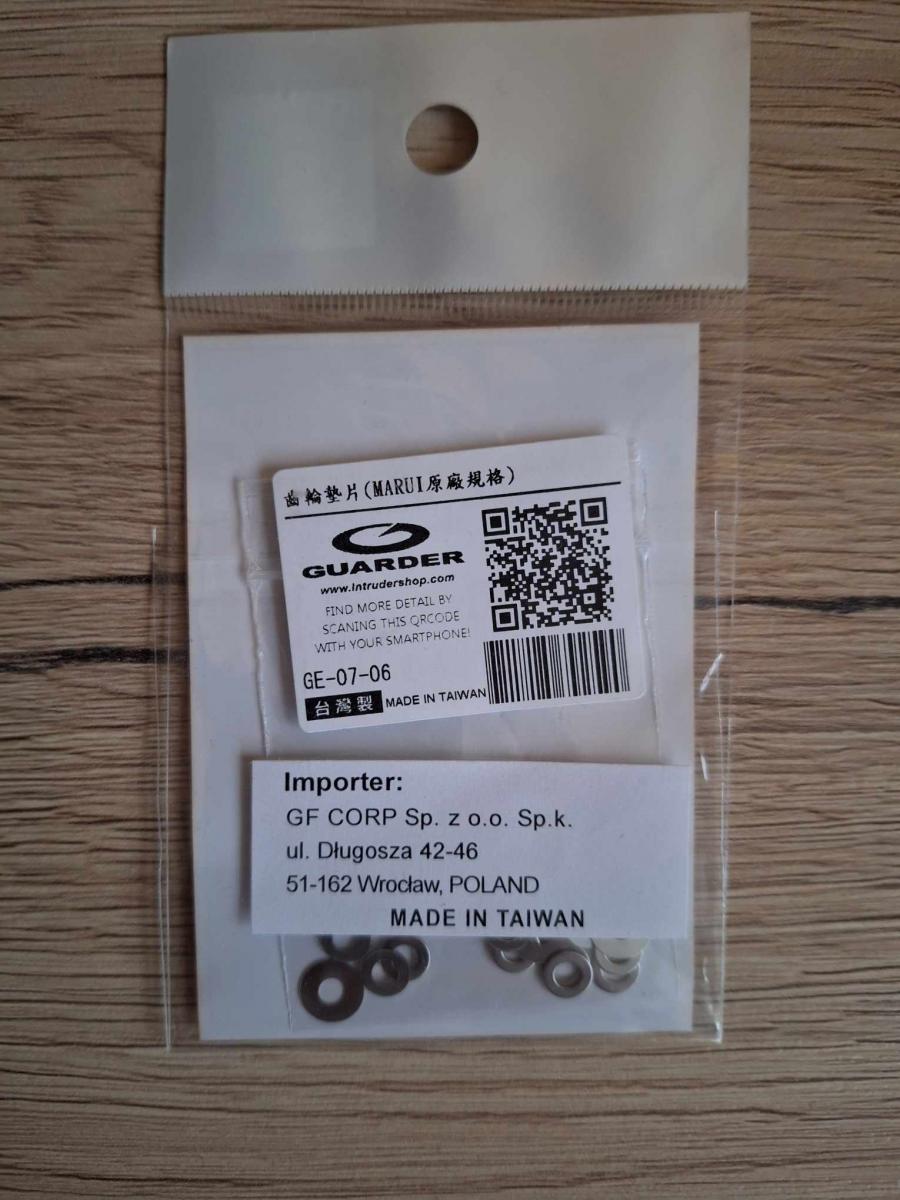 齒輪墊片(MARUI原廠規格)
GUARDER
www.intrudershop.com
FIND MORE DETAIL BY
SCANING THIS QRCODE
WITH YOUR SMARTPHONE!
GE-07-06
台灣製 MADE IN TAIWAN
Importer:
GF CORP Sp. z o.o. Sp.k.
ul. Długosza 42-46
51-162 Wrocław, POLAND
MADE IN TAIWAN